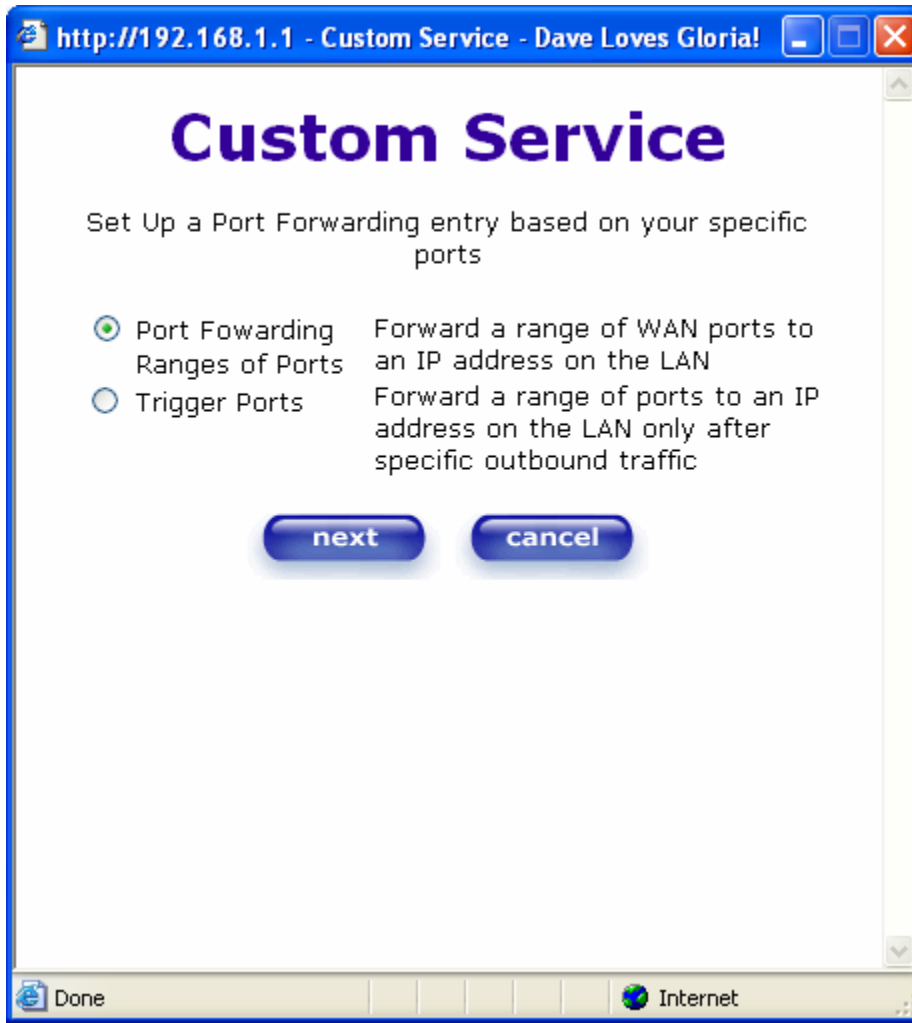 http://192.168.1.1 - Custom Service - Dave Loves Gloria!
Custom Service
Set Up a Port Forwarding entry based on your specific
ports
Port Fowarding
Ranges of Ports
Forward a range of WAN ports to
an IP address on the LAN
Trigger Ports
Forward a range of ports to an IP
address on the LAN only after
specific outbound traffic
next
cancel
Done
Internet